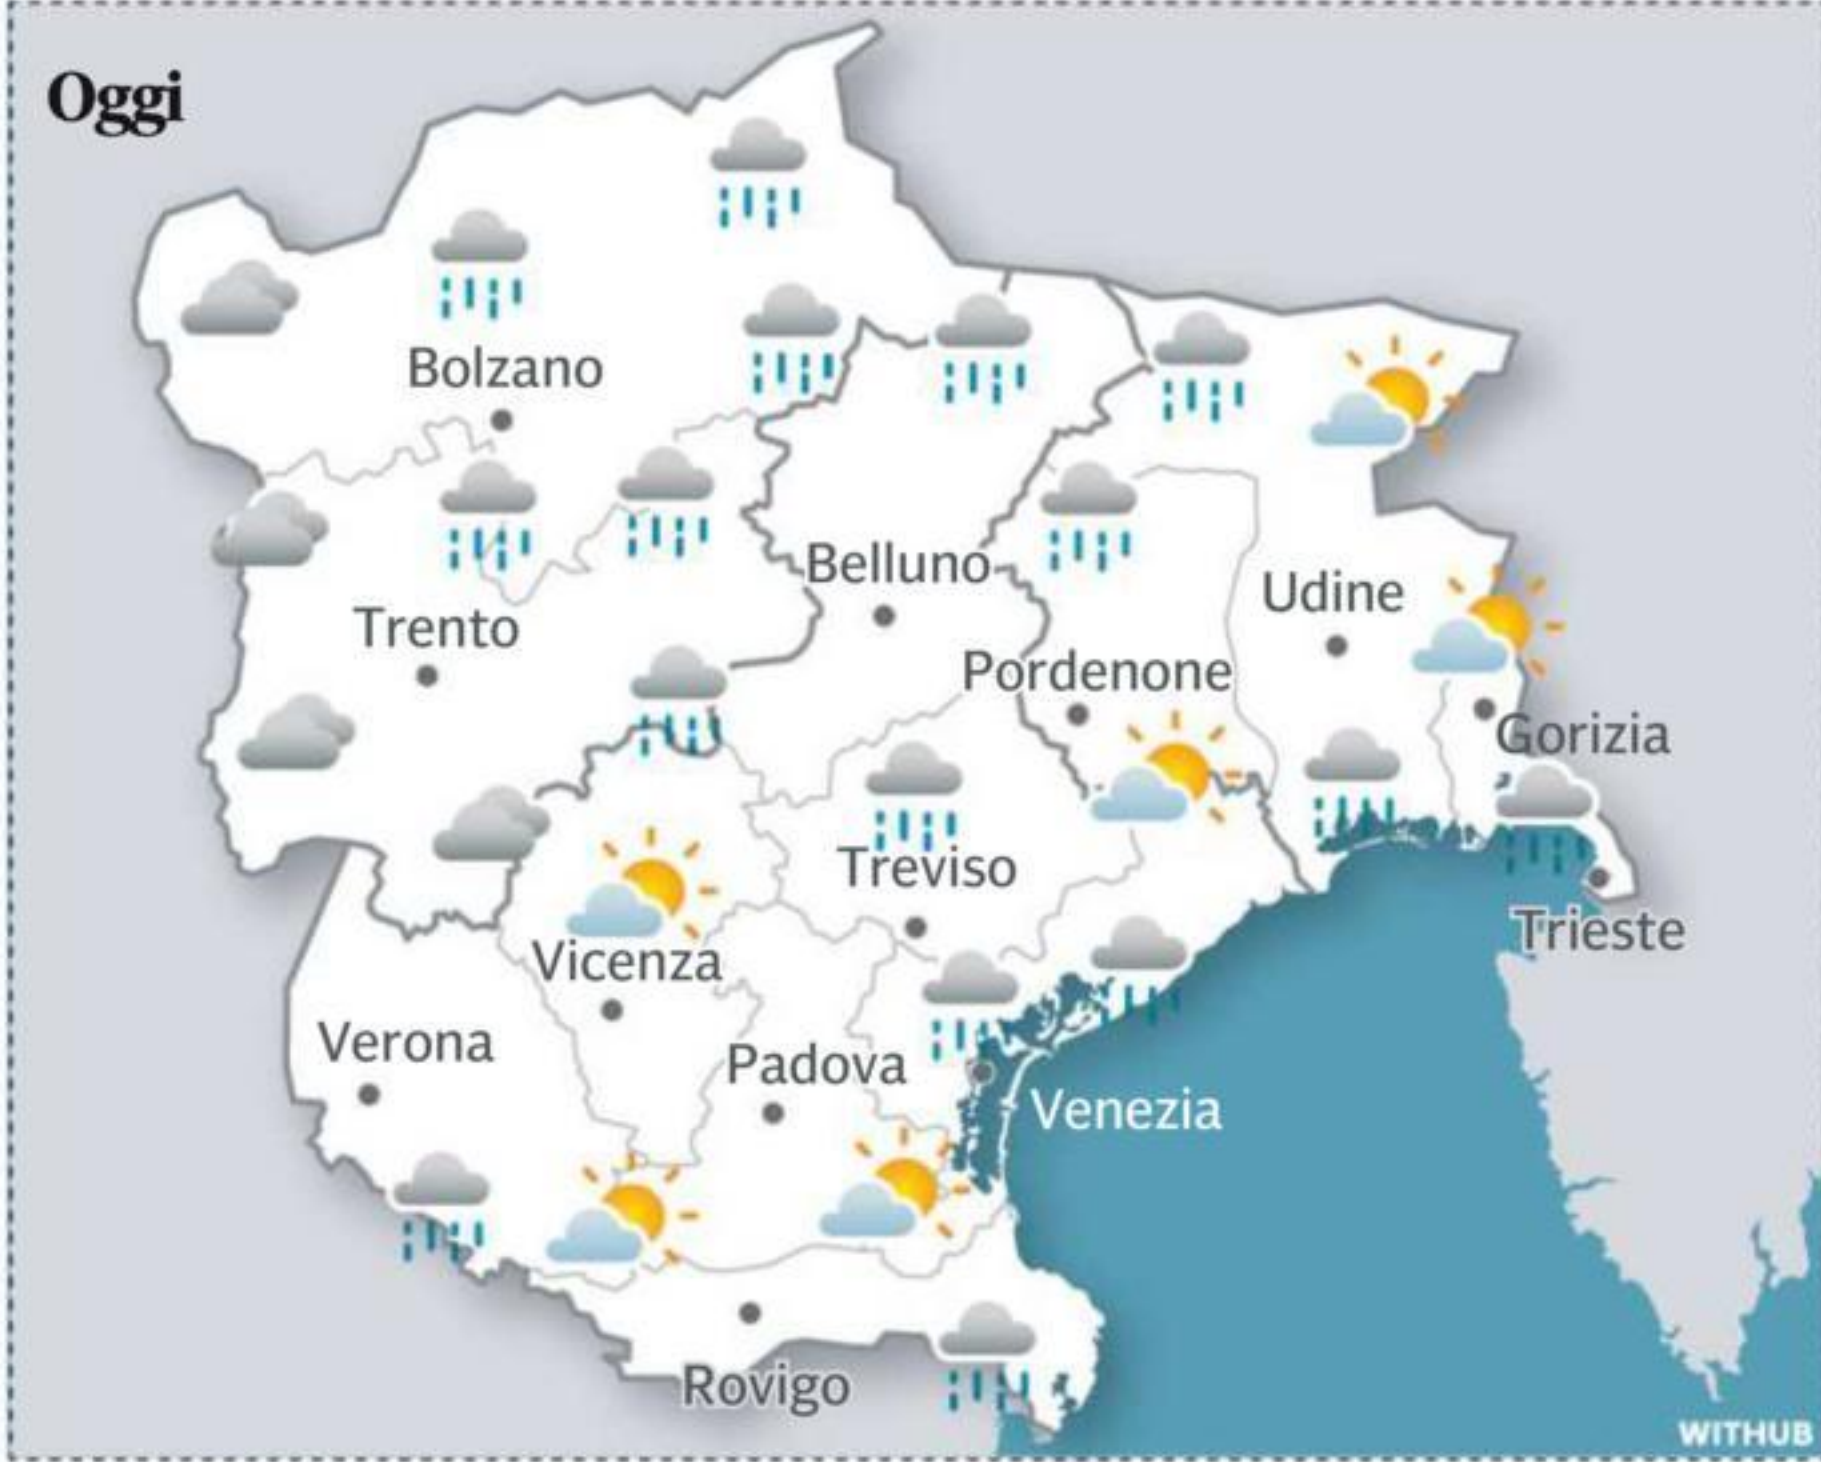 Oggi
Bolzano
Belluno
Udine
Trento
Pordenone
Gorizia
Treviso
Trieste
Vicenza
Verona
Padova
Venezia
Rovigo
WITHUB